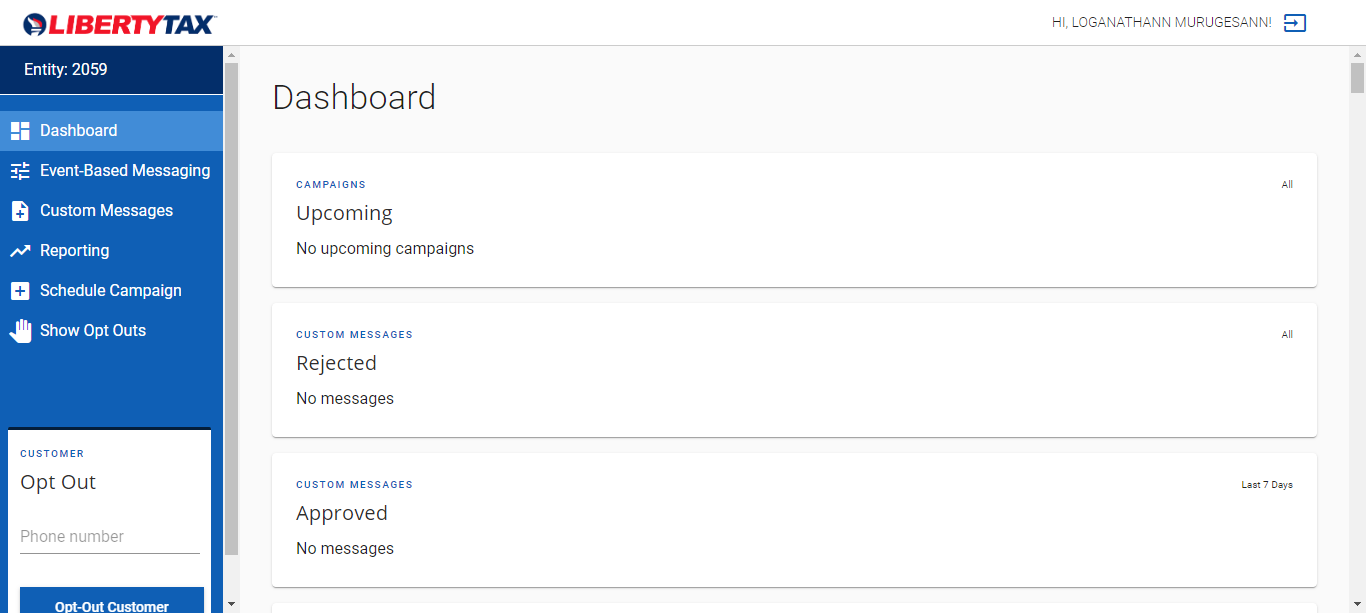 LIBERTYTAX
HI, LOGANATHANN MURUGESANN!
Entity: 2059
Dashboard
Event-Based Messaging
Custom Messages
Reporting
Schedule Campaign
Show Opt Outs
CUSTOMER
Opt Out
Phone number
Opt-Out Customer
Dashboard
CAMPAIGNS
All
Upcoming
No upcoming campaigns
CUSTOM MESSAGES
All
Rejected
No messages
CUSTOM MESSAGES
Last 7 Days
Approved
No messages